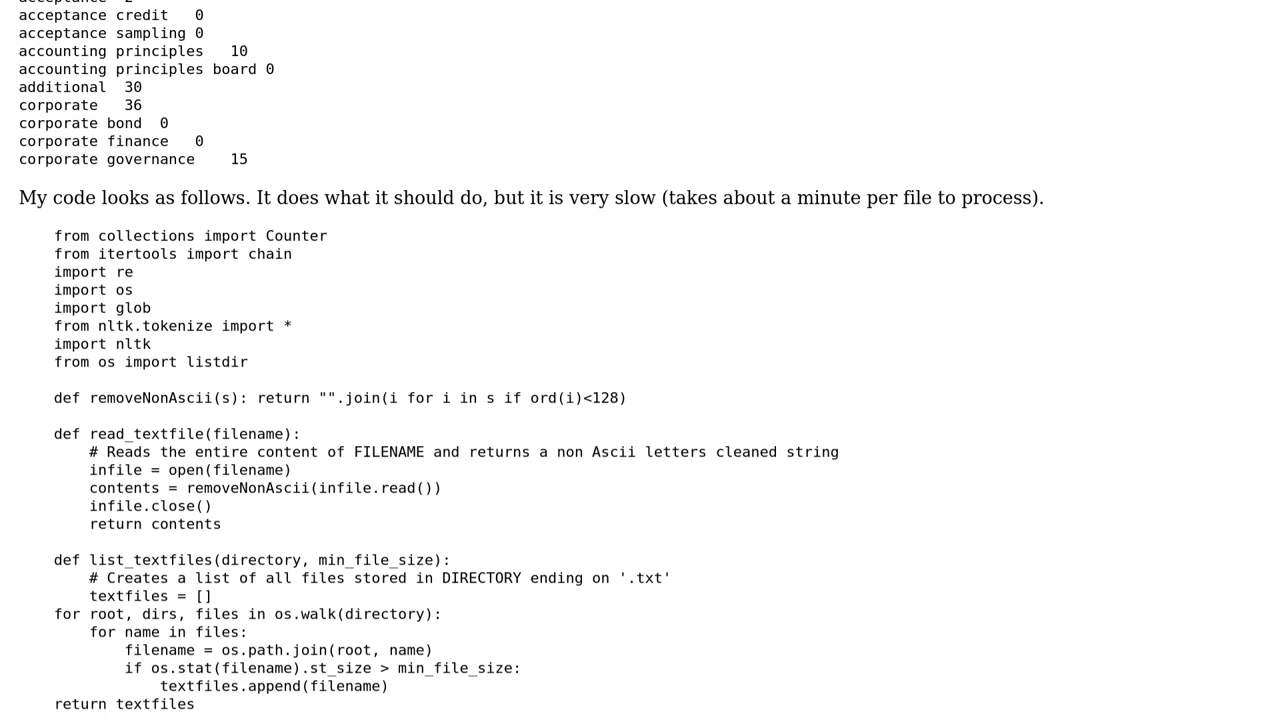 acceptance 2
acceptance credit   0
acceptance sampling 0
accounting principles   10
accounting principles board 0
additional  30
corporate   36
corporate bond  0
corporate finance   0
corporate governance    15
My code looks as follows. It does what it should do, but it is very slow (takes about a minute per file to process).
from collections import Counter
from itertools import chain
import re
import os
import glob
from nltk.tokenize import *
import nltk
from os import listdir
def removeNonAscii(s): return "".join(i for i in s if ord(i)<128)
def read_textfile(filename):
    # Reads the entire content of FILENAME and returns a non Ascii letters cleaned string
    infile = open(filename)
    contents = removeNonAscii(infile.read())
    infile.close()
    return contents
def list_textfiles(directory, min_file_size):
    # Creates a list of all files stored in DIRECTORY ending on '.txt'
    textfiles = []
for root, dirs, files in os.walk(directory):
    for name in files:
        filename = os.path.join(root, name)
        if os.stat(filename).st_size > min_file_size:
            textfiles.append(filename)
return textfiles